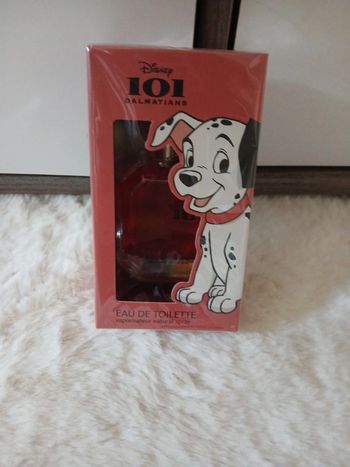 Disney
101
DALMATIANS
EAU DE TOILETTE
vaporisateur natural spray